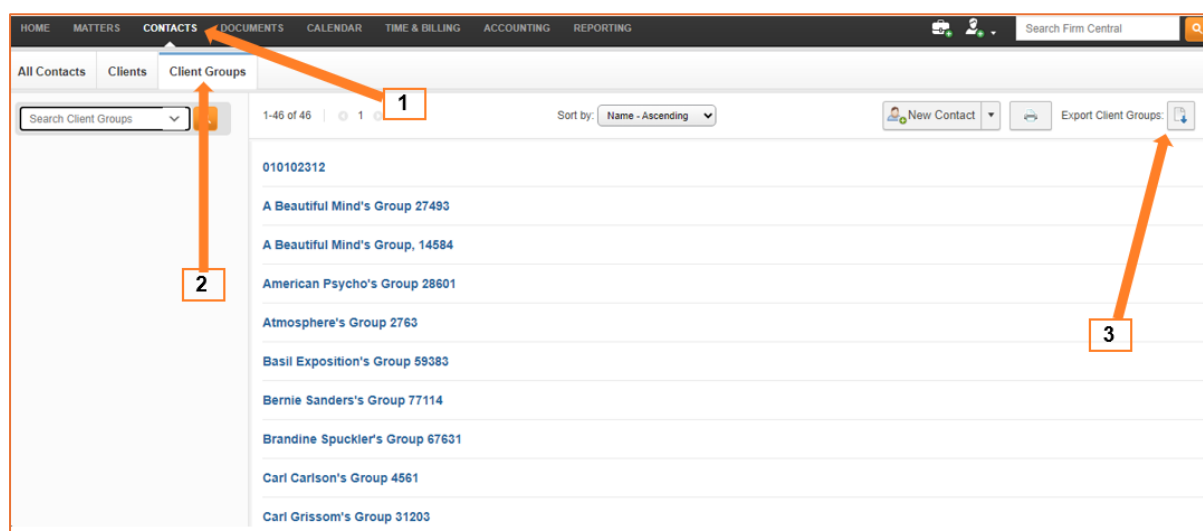 HOME MATTERS CONTACTS DOCUMENTS CALENDAR TIME & BILLING ACCOUNTING REPORTING Search Firm Central
All Contacts Clients Client Groups
1
Search Client Groups 1-46 of 46 1 Sort by: Name - Ascending New Contact Export Client Groups:
010102312
A Beautiful Mind's Group 27493
A Beautiful Mind's Group, 14584
2
American Psycho's Group 28601
Atmosphere's Group 2763
3
Basil Exposition's Group 59383
Bernie Sanders's Group 77114
Brandine Spuckler's Group 67631
Carl Carlson's Group 4561
Carl Grissom's Group 31203